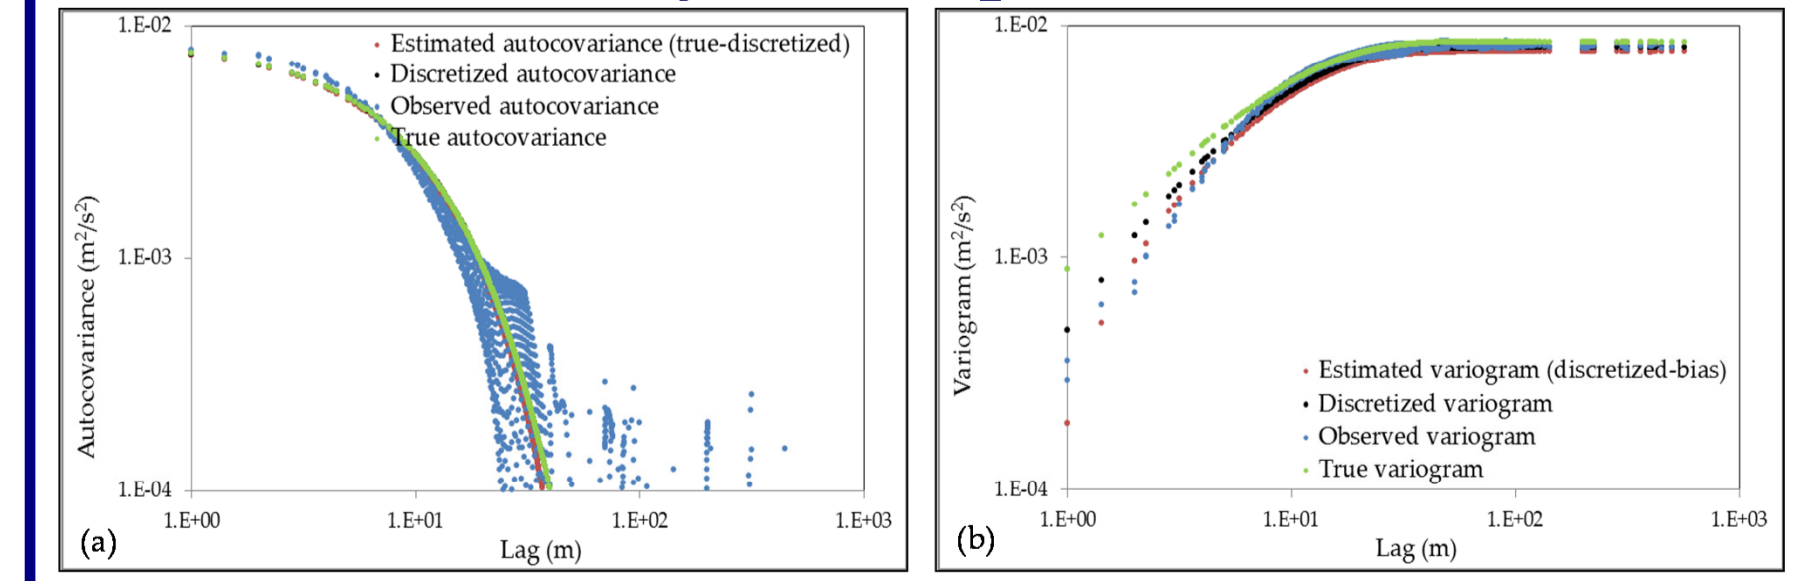 1.E-02
Estimated autocovariance (true-discretized)
Discretized autocovariance
Observed autocovariance
True autocovariance
1.E-03
1.E-04
Autocovariance (m²/s²)
1.E+00
1.E+01
1.E+02
1.E+03
Lag (m)
(a)
1.E-02
1.E-03
1.E-04
Variogram (m²/s²)
Estimated variogram (discretized-bias)
Discretized variogram
Observed variogram
True variogram
1.E+00
1.E+01
1.E+02
1.E+03
Lag (m)
(b)